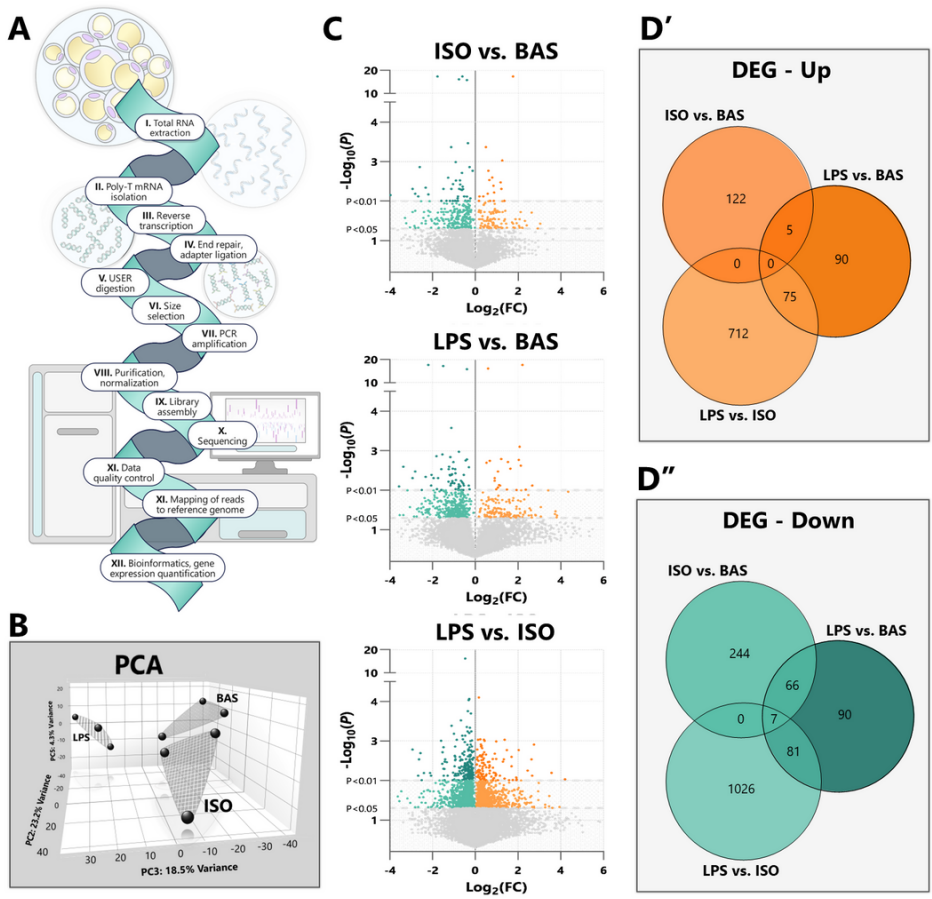 A
I. Total RNA
extraction
II. Poly-T mRNA
isolation
III. Reverse
transcription
IV. End repair,
adapter ligation
V. USER
digestion
VI. Size
selection
VII. PCR
amplification
VIII. Purification,
normalization
IX. Library
assembly
X.
Sequencing
XI. Data
quality control
XI. Mapping of reads
to reference genome
XII. Bioinformatics, gene
expression quantification
B
PCA
BAS
LPS
ISO
PC5: 4.3% Variance
20
10
0
-10
-20
-40
PC2: 23.2% Variance
-20
0
20
40
30
20
10
0
-10
-20
-30
-40
PC3: 18.5% Variance
C
ISO vs. BAS
20
10
4
3
P<0.01
P<0.05
1
-Log10(P)
-4
-2
0
2
4
6
Log2(FC)
LPS vs. BAS
20
10
4
3
P<0.01
P<0.05
1
-Log10(P)
-4
-2
0
2
4
6
Log2(FC)
LPS vs. ISO
20
10
4
3
P<0.01
P<0.05
1
-Log10(P)
-4
-2
0
2
4
6
Log2(FC)
D′
DEG - Up
ISO vs. BAS
LPS vs. BAS
122
5
90
0
0
75
712
LPS vs. ISO
D″
DEG - Down
ISO vs. BAS
LPS vs. BAS
244
66
90
0
7
81
1026
LPS vs. ISO